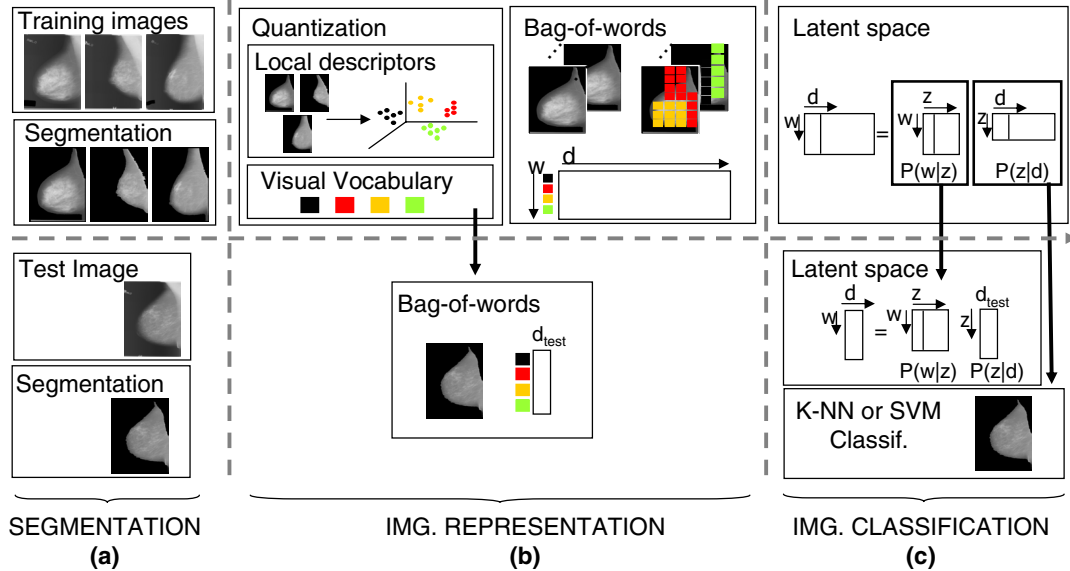 Training images
Segmentation
Quantization
Local descriptors
Visual Vocabulary
Bag-of-words
d
w
Latent space
d
w
=
z
w
P(w|z)
d
z
P(z|d)
Test Image
Segmentation
Bag-of-words
d_test
Latent space
d
w
=
z
w
P(w|z)
d_test
z
P(z|d)
K-NN or SVM
Classif.
SEGMENTATION
(a)
IMG. REPRESENTATION
(b)
IMG. CLASSIFICATION
(c)